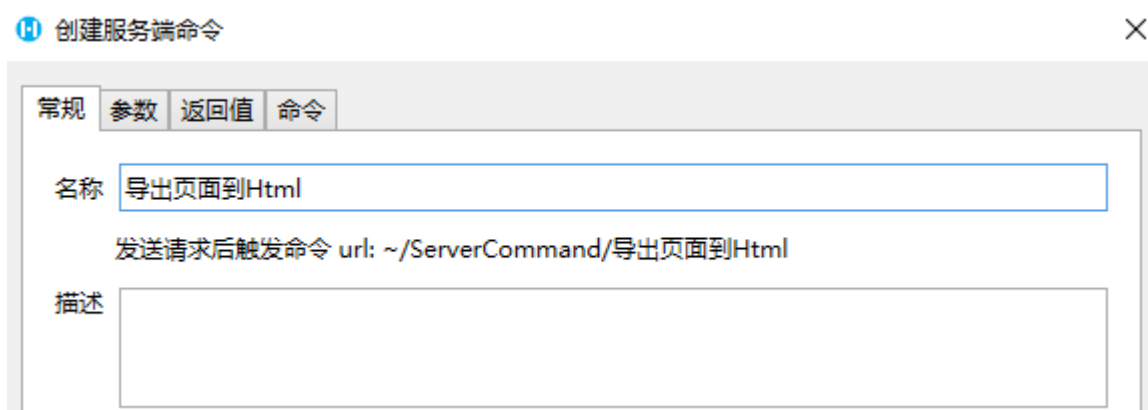 创建服务端命令
常规 参数 返回值 命令
名称 导出页面到Html
发送请求后触发命令 url: ~/ServerCommand/导出页面到Html
描述